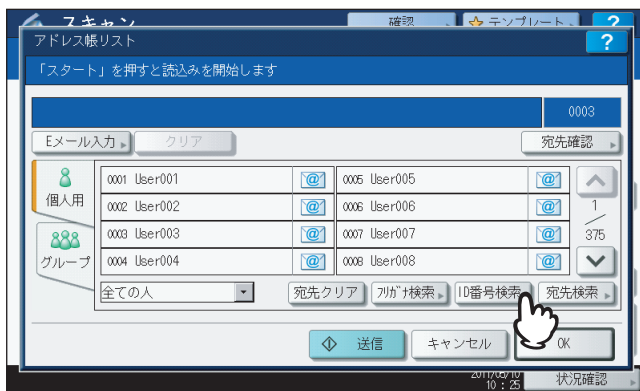 スキャン 確認 テンプレート ?
アドレス帳リスト ?
「スタート」を押すと読込みを開始します
0003
Eメール入力 クリア 宛先確認
個人用
グループ
0001 User001 @ 0005 User005 @
0002 User002 @ 0006 User006 @
0003 User003 @ 0007 User007 @
0004 User004 @ 0008 User008 @
1
375
全ての人 宛先クリア フリガナ検索 ID番号検索 宛先検索
送信 キャンセル OK
2011/08/10
10:25 状況確認